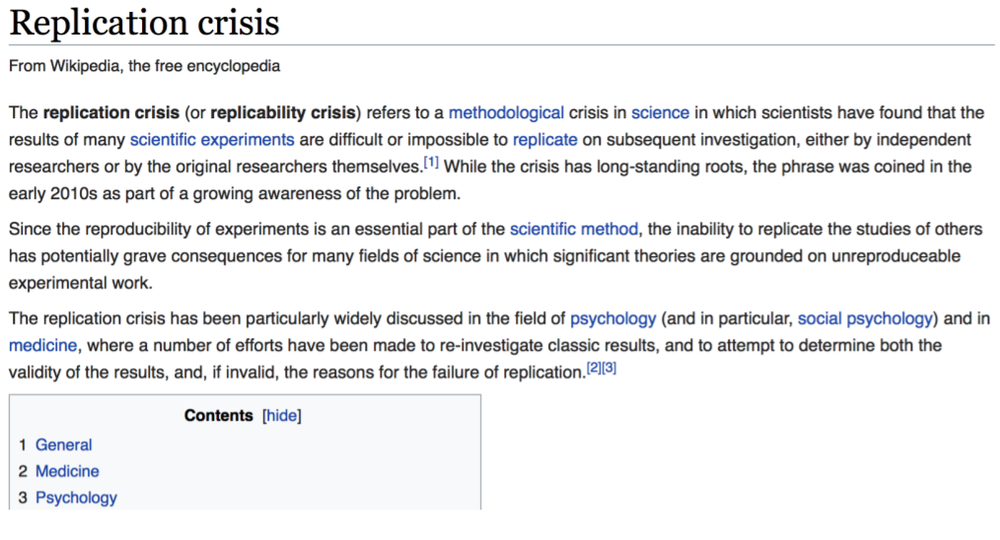 Replication crisis
From Wikipedia, the free encyclopedia
The replication crisis (or replicability crisis) refers to a methodological crisis in science in which scientists have found that the
results of many scientific experiments are difficult or impossible to replicate on subsequent investigation, either by independent
researchers or by the original researchers themselves.[1] While the crisis has long-standing roots, the phrase was coined in the
early 2010s as part of a growing awareness of the problem.
Since the reproducibility of experiments is an essential part of the scientific method, the inability to replicate the studies of others
has potentially grave consequences for many fields of science in which significant theories are grounded on unreproduceable
experimental work.
The replication crisis has been particularly widely discussed in the field of psychology (and in particular, social psychology) and in
medicine, where a number of efforts have been made to re-investigate classic results, and to attempt to determine both the
validity of the results, and, if invalid, the reasons for the failure of replication.[2][3]
Contents [hide]
1 General
2 Medicine
3 Psychology